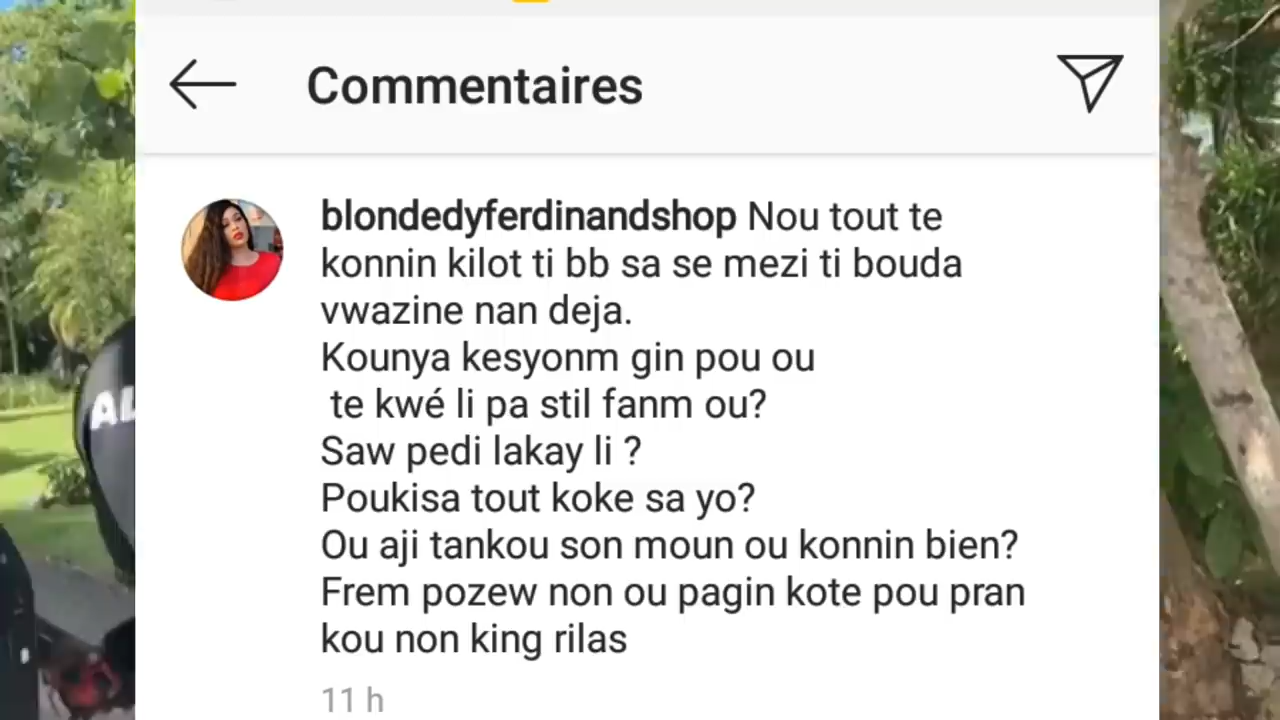 Commentaires
blondedyferdinandshop Nou tout te
konnin kilot ti bb sa se mezi ti bouda
vwazine nan deja.
Kounya kesyonm gin pou ou
te kwé li pa stil fanm ou?
Saw pedi lakay li ?
Poukisa tout koke sa yo?
Ou aji tankou son moun ou konnin bien?
Frem pozew non ou pagin kote pou pran
kou non king rilas
11 h
AL